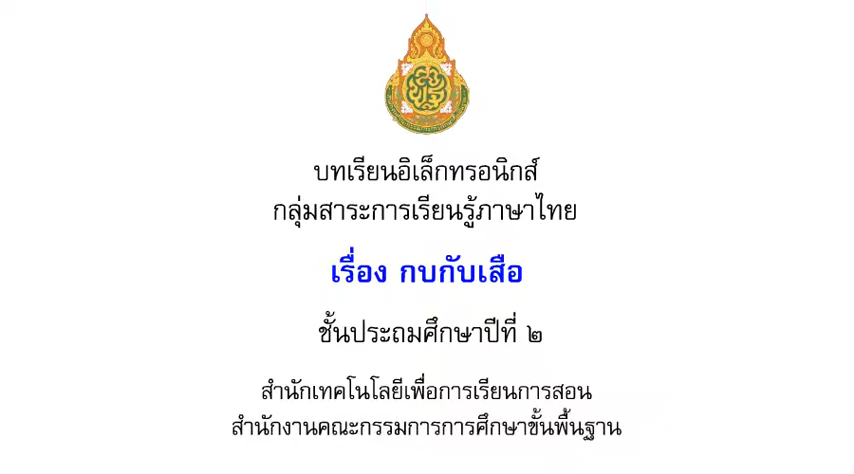 บทเรียนอิเล็กทรอนิกส์
กลุ่มสาระการเรียนรู้ภาษาไทย
เรื่อง กบกับเสือ
ชั้นประถมศึกษาปีที่ ๒
สำนักเทคโนโลยีเพื่อการเรียนการสอน
สำนักงานคณะกรรมการการศึกษาขั้นพื้นฐาน